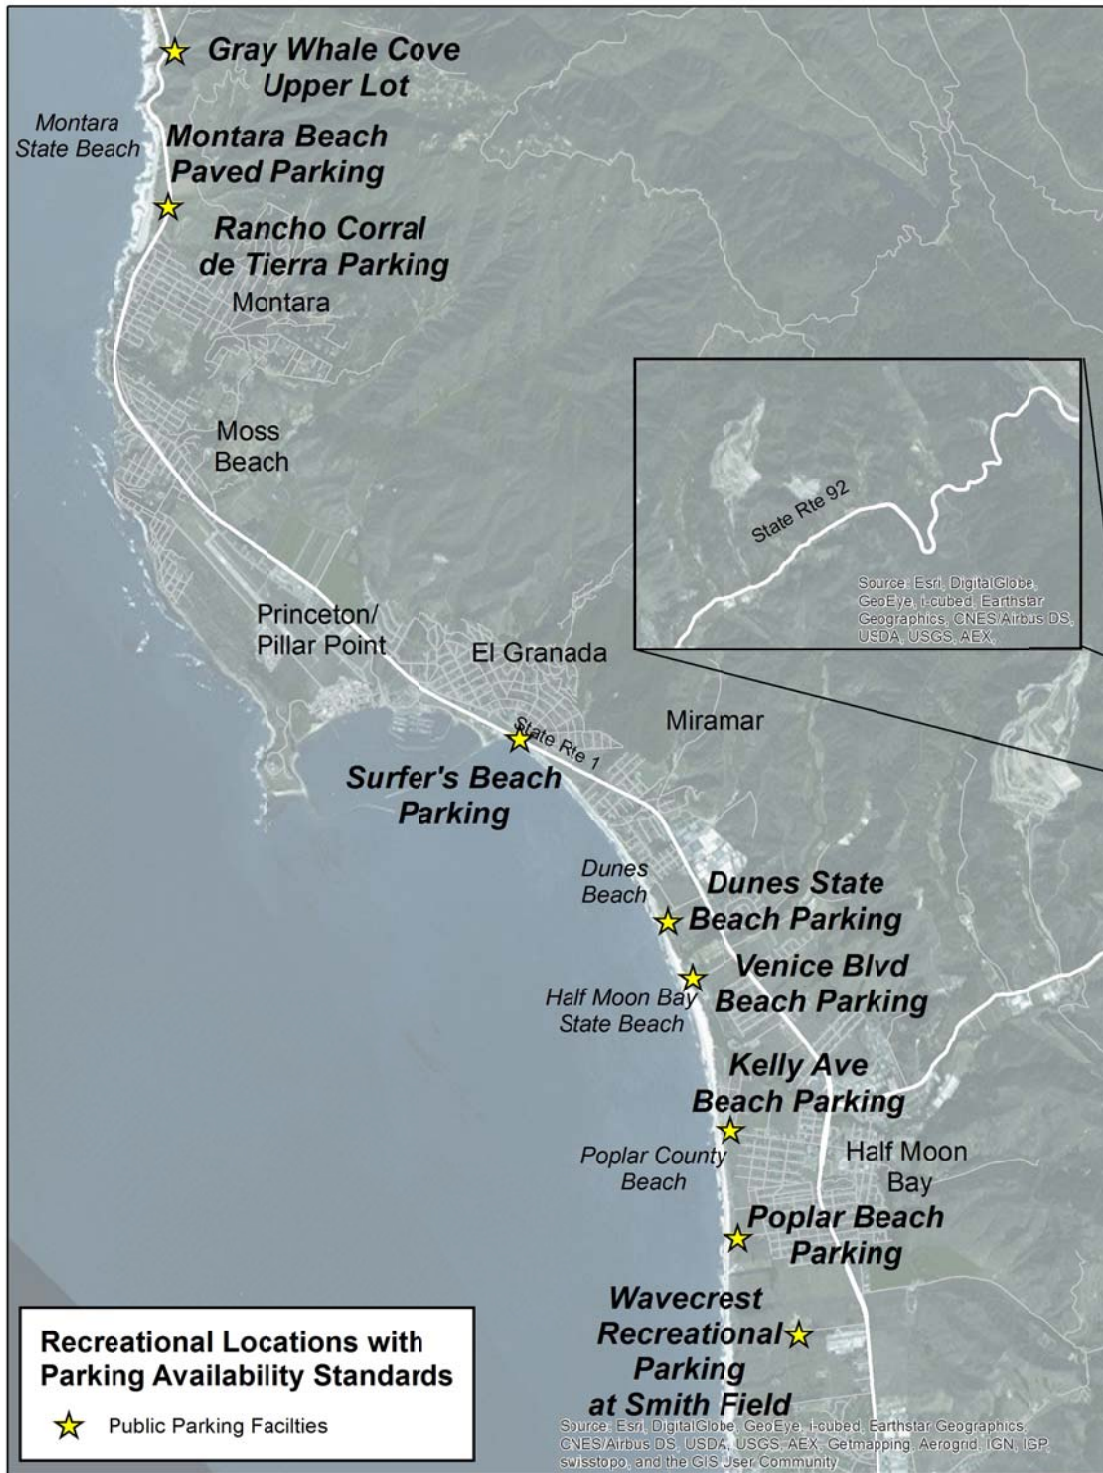 Gray Whale Cove
Upper Lot
Montara
State Beach
Montara Beach
Paved Parking
Rancho Corral
de Tierra Parking
Montara
Moss
Beach
State Rte 92
Source: Esri, DigitalGlobe,
GeoEye, i-cubed, Earthstar
Geographics, CNES/Airbus DS,
USDA, USGS, AEX,
Princeton/
Pillar Point
El Granada
Miramar
State Rte 1
Surfer's Beach
Parking
Dunes
Beach
Dunes State
Beach Parking
Venice Blvd
Beach Parking
Half Moon Bay
State Beach
Kelly Ave
Beach Parking
Poplar County
Beach
Half Moon
Bay
Poplar Beach
Parking
Wavecrest
Recreational
Parking
at Smith Field
Recreational Locations with
Parking Availability Standards
Public Parking Facilties
Source: Esri, DigitalGlobe, GeoEye, i-cubed, Earthstar Geographics,
CNES/Airbus DS, USDA, USGS, AEX, Getmapping, Aerogrid, IGN, IGP,
swisstopo, and the GIS User Community